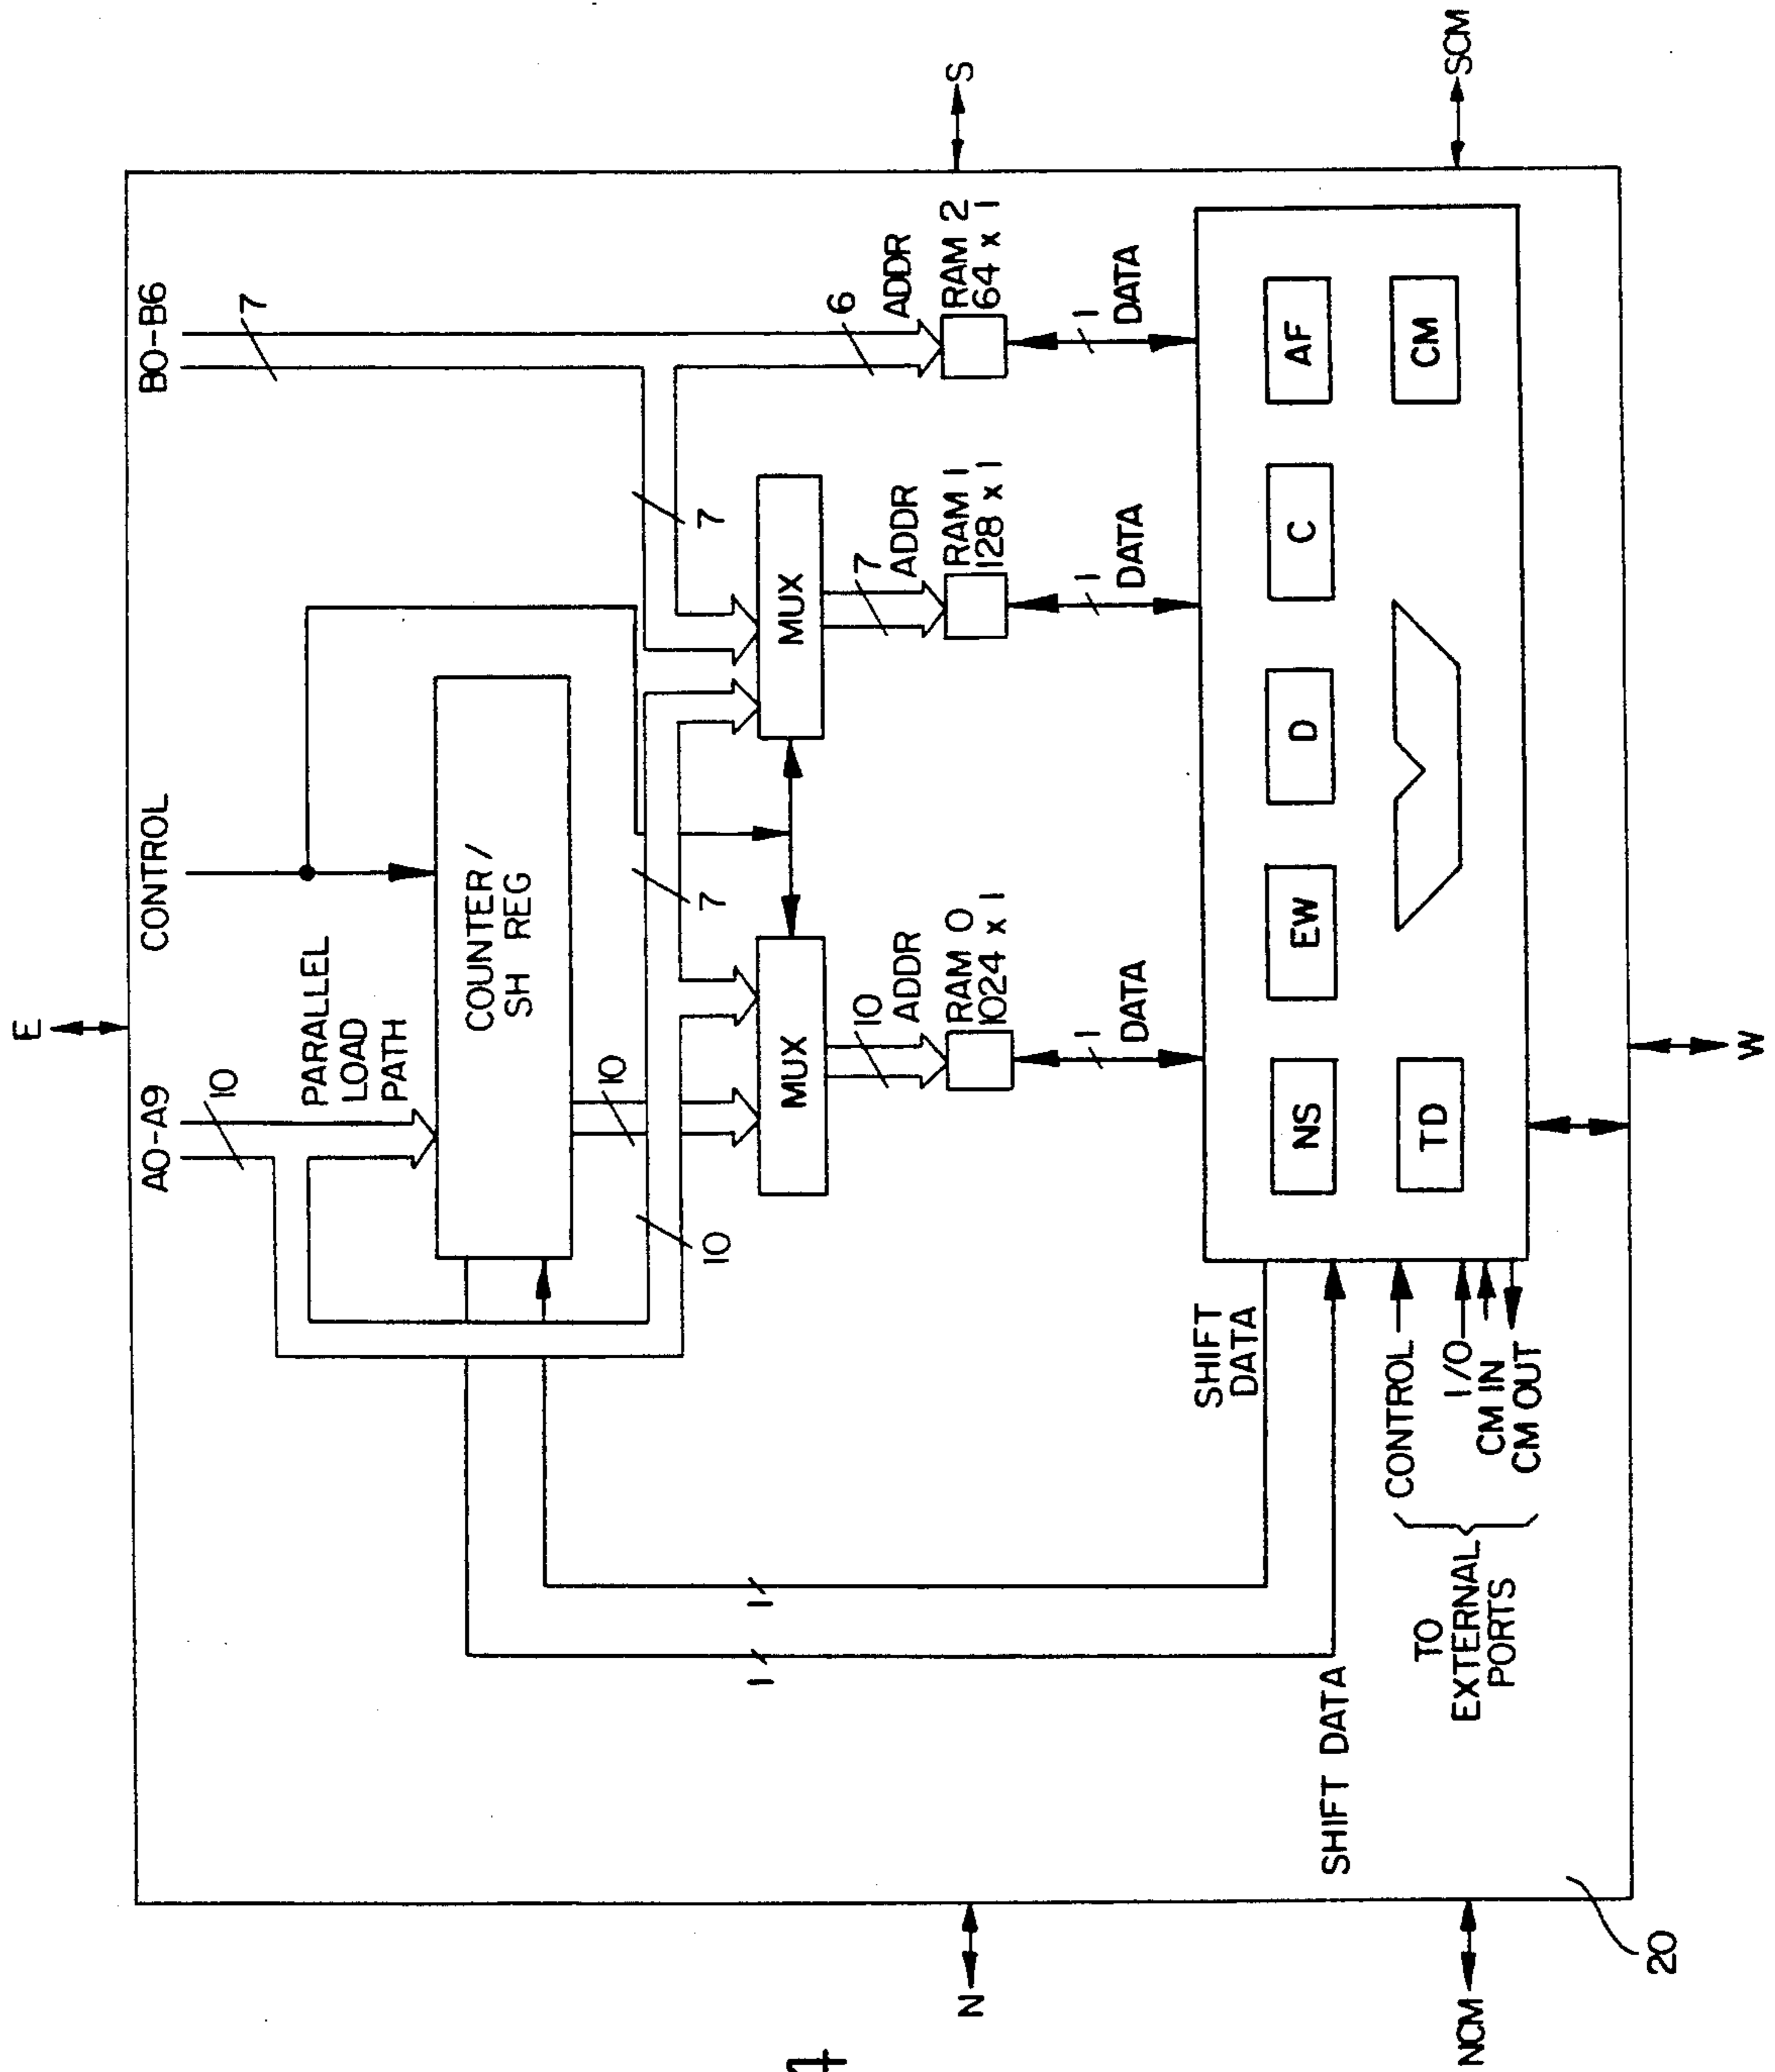 E
A0-A9
CONTROL
B0-B6
10
PARALLEL
LOAD
PATH
7
COUNTER/
SH REG
10
10
7
7
MUX
MUX
10
ADDR
7
ADDR
6
ADDR
RAM 0
1024 x 1
RAM 1
128 x 1
RAM 2
64 x 1
S
N
1
1
1
DATA
1
DATA
1
DATA
SHIFT
DATA
SHIFT DATA
NS
EW
D
C
AF
TD
CM
CONTROL
I/O
CM IN
CM OUT
TO
EXTERNAL
PORTS
NCM
SCM
W
20